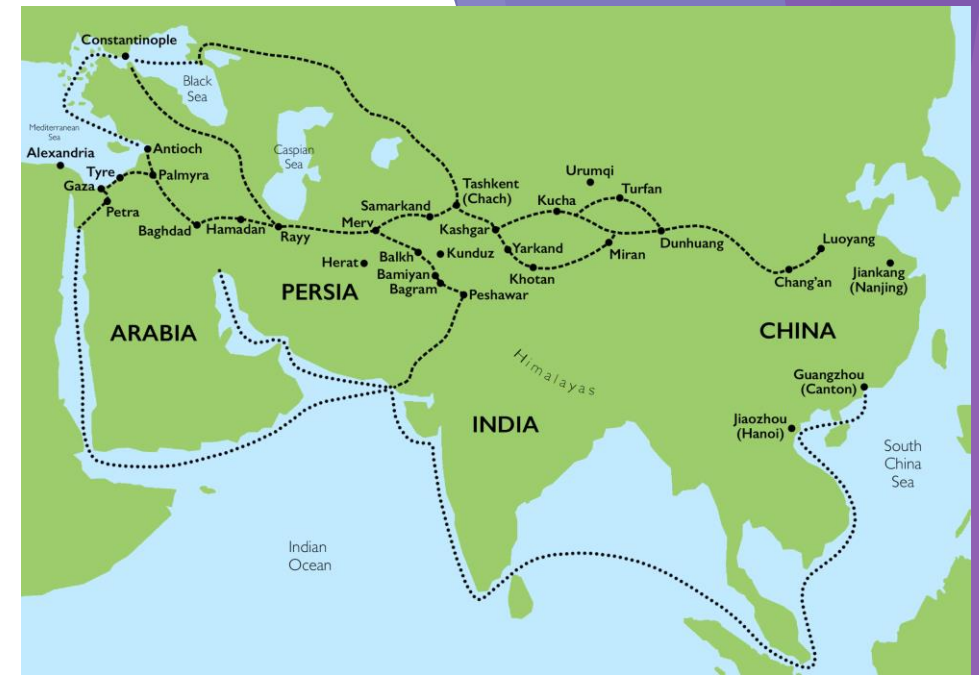 Constantinople
Black
Sea
Mediterranean
Sea
Alexandria
Antioch
Caspian
Sea
Tyre
Palmyra
Gaza
Petra
Baghdad
Hamadan
Rayy
Merv
Samarkand
Tashkent
(Chach)
Kashgar
Urumqi
Kucha
Turfan
Yarkand
Khotan
Miran
Dunhuang
Luoyang
Chang'an
Jiankang
(Nanjing)
Herat
Balkh
Kunduz
Bamiyan
Bagram
Peshawar
PERSIA
ARABIA
CHINA
Himalayas
INDIA
Guangzhou
(Canton)
Jiaozhou
(Hanoi)
South
China
Sea
Indian
Ocean